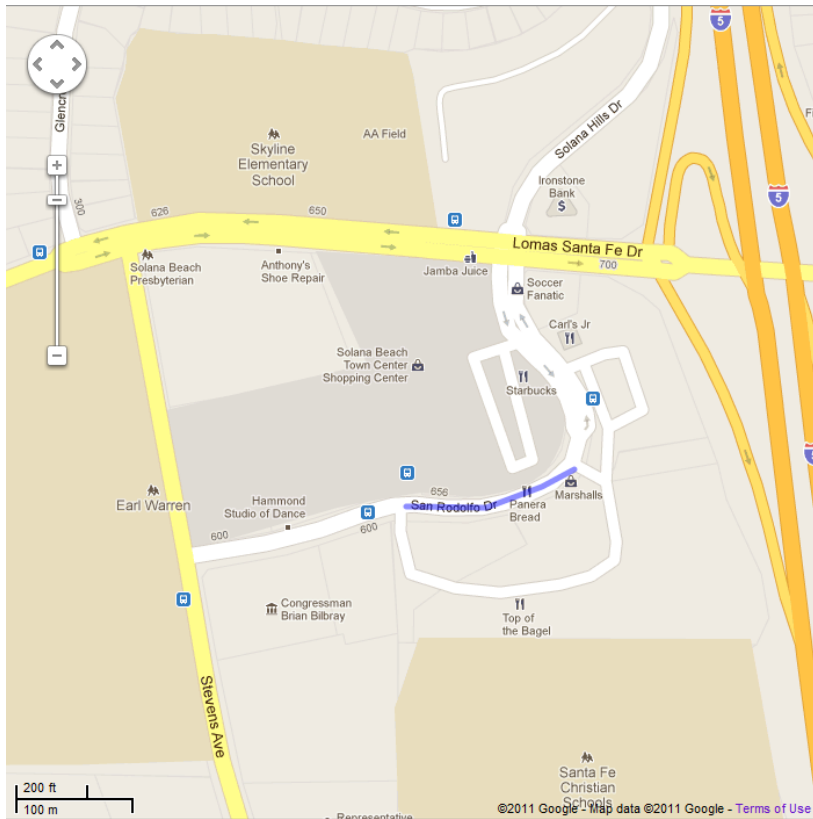 5
Glencr
Solana Hills Dr
AA Field
Skyline
Elementary
School
Ironstone
Bank
$
5
300
626
650
Lomas Santa Fe Dr
700
Solana Beach
Presbyterian
Anthony's
Shoe Repair
Jamba Juice
Soccer
Fanatic
Carl's Jr
Solana Beach
Town Center
Shopping Center
Starbucks
5
Earl Warren
Hammond
Studio of Dance
656
San Rodolfo Dr
Panera
Bread
Marshalls
600
600
Congressman
Brian Bilbray
Top of
the Bagel
Stevens Ave
Santa Fe
Christian
Schools
200 ft
100 m
Representative
©2011 Google - Map data ©2011 Google - Terms of Use